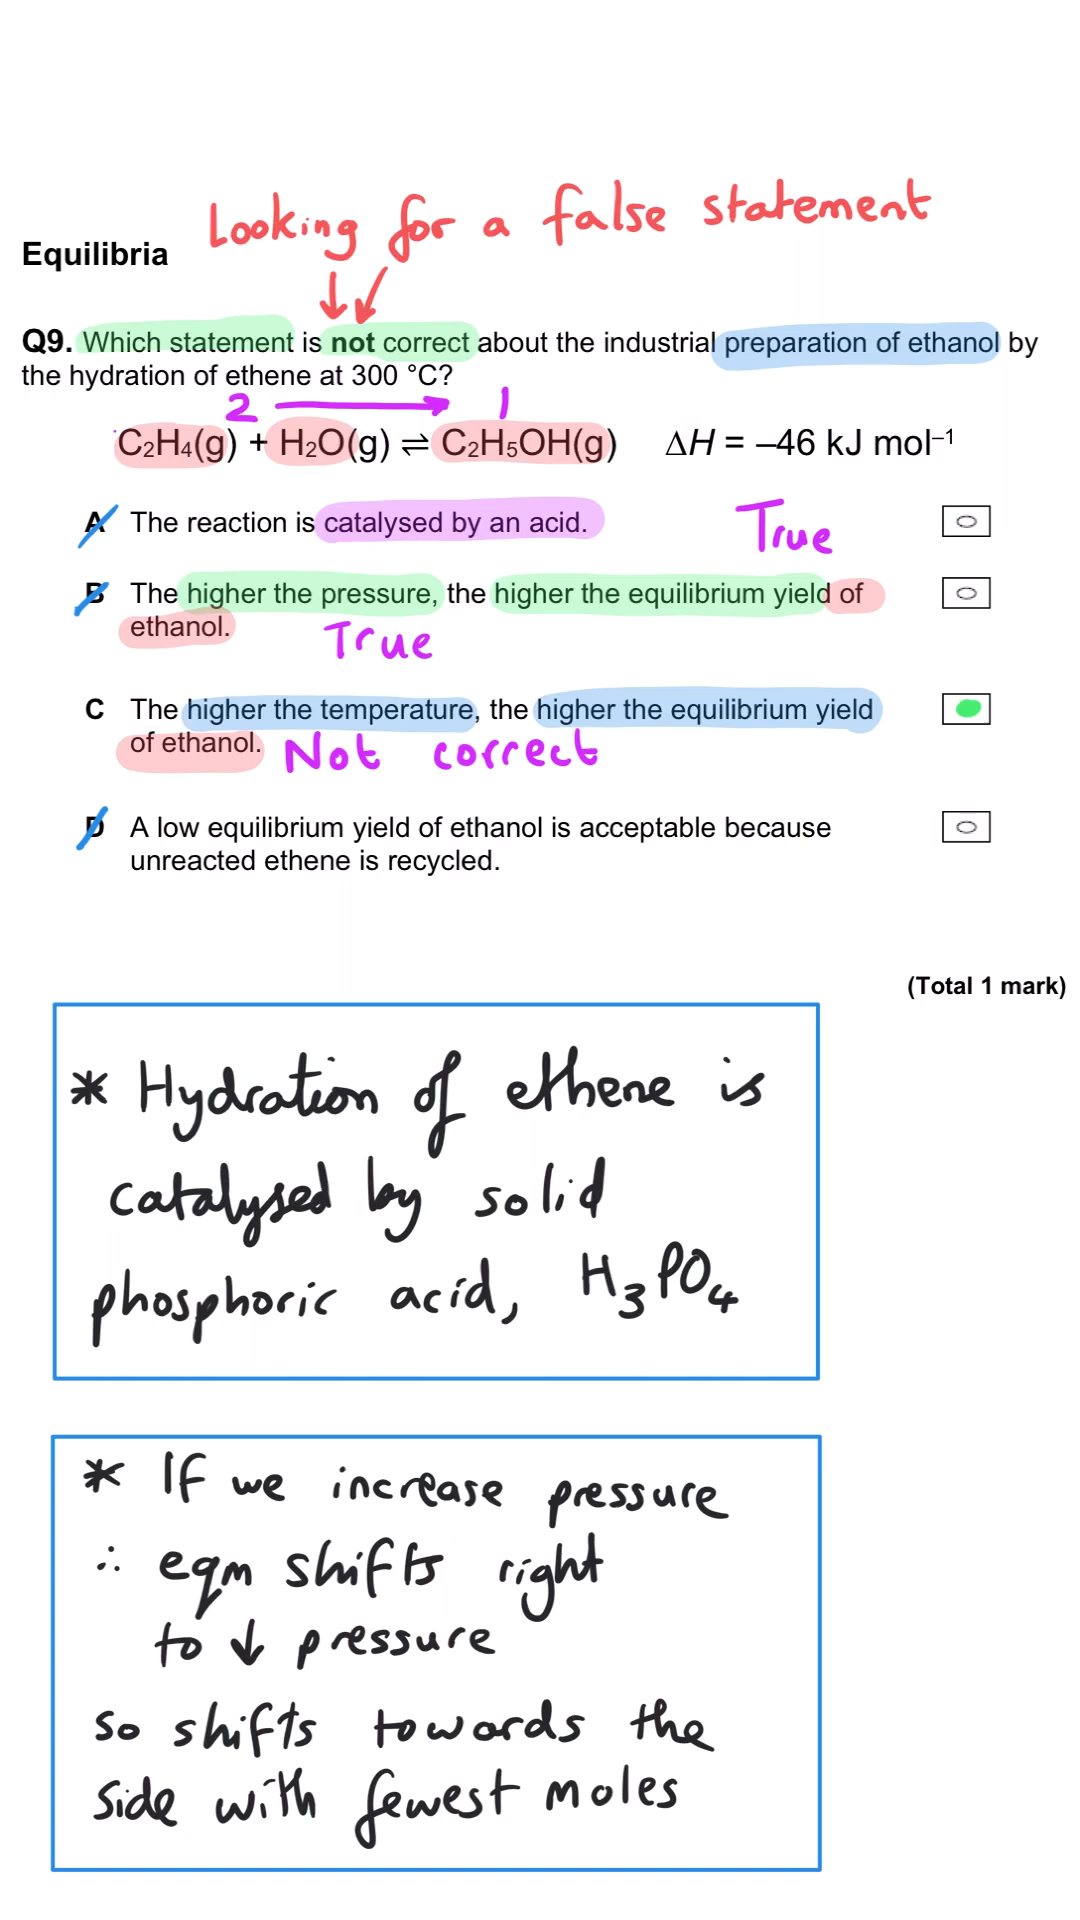 Looking for a false statement
Equilibria
Q9. Which statement is not correct about the industrial preparation of ethanol by
the hydration of ethene at 300 °C?
2 1
C2H4(g) + H2O(g) ⇌ C2H5OH(g) ΔH = –46 kJ mol⁻¹
A The reaction is catalysed by an acid. True
B The higher the pressure, the higher the equilibrium yield of
ethanol. True
C The higher the temperature, the higher the equilibrium yield
of ethanol. Not correct
D A low equilibrium yield of ethanol is acceptable because
unreacted ethene is recycled.
(Total 1 mark)
* Hydration of ethene is
catalysed by solid
phosphoric acid, H3PO4
* If we increase pressure
∴ eqm shifts right
to ↓ pressure
so shifts towards the
side with fewest moles